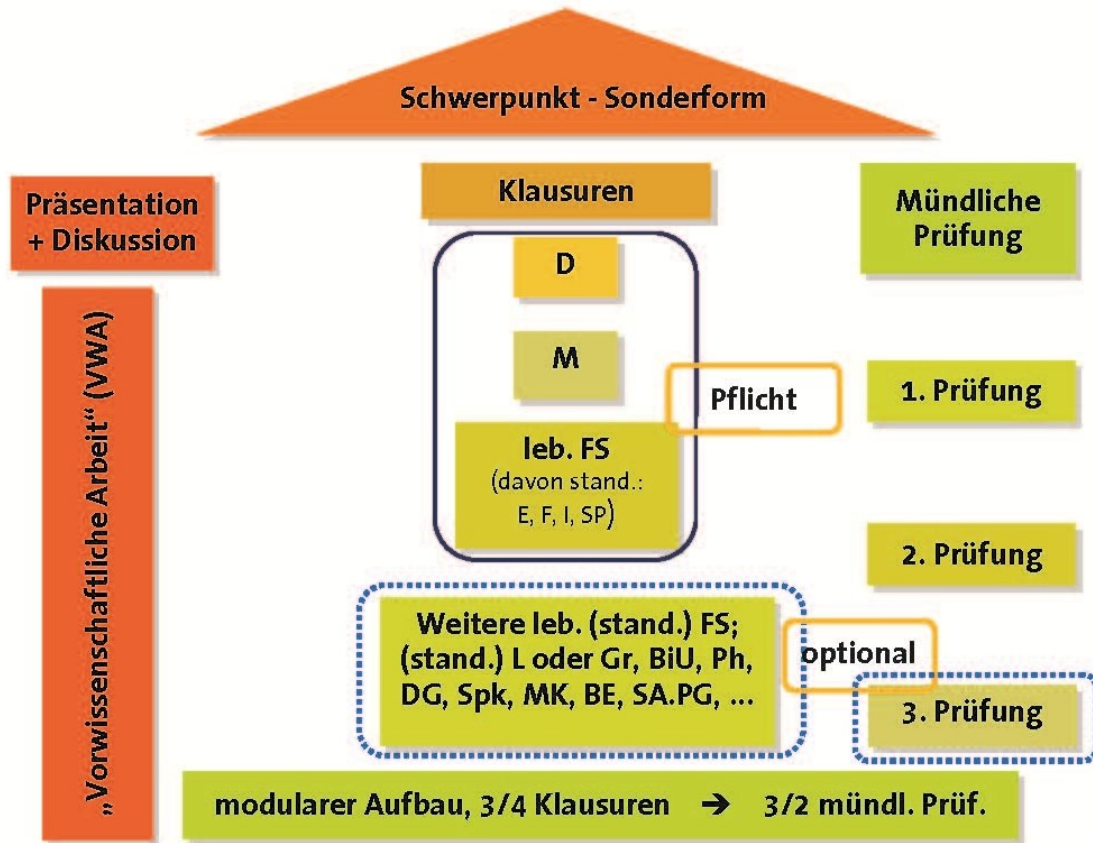 Schwerpunkt - Sonderform
Präsentation
+ Diskussion
„Vorwissenschaftliche Arbeit“ (VWA)
Klausuren
D
M
leb. FS
(davon stand.:
E, F, I, SP)
Pflicht
Weitere leb. (stand.) FS;
(stand.) L oder Gr, BiU, Ph,
DG, Spk, MK, BE, SA.PG, ...
optional
Mündliche
Prüfung
1. Prüfung
2. Prüfung
3. Prüfung
modularer Aufbau, 3/4 Klausuren ➔ 3/2 mündl. Prüf.